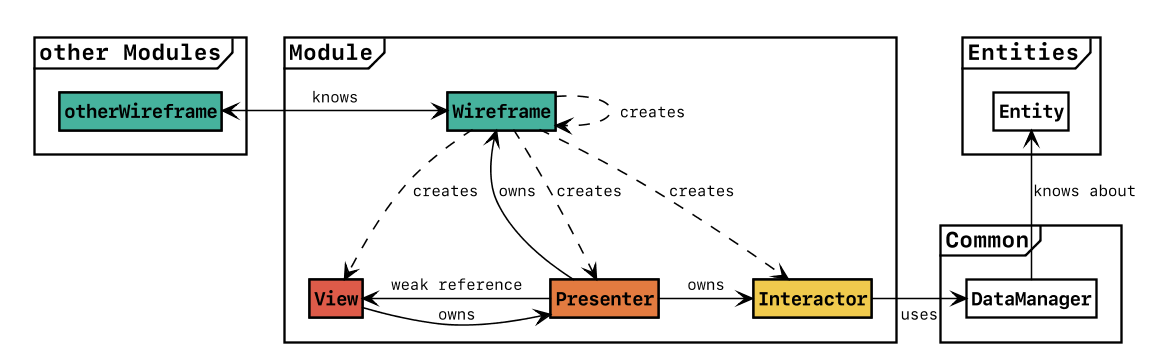 other Modules
Module
Entities
otherWireframe
knows
Wireframe
creates
Entity
creates
owns
creates
creates
knows about
Common
View
weak reference
owns
Presenter
owns
Interactor
uses
DataManager